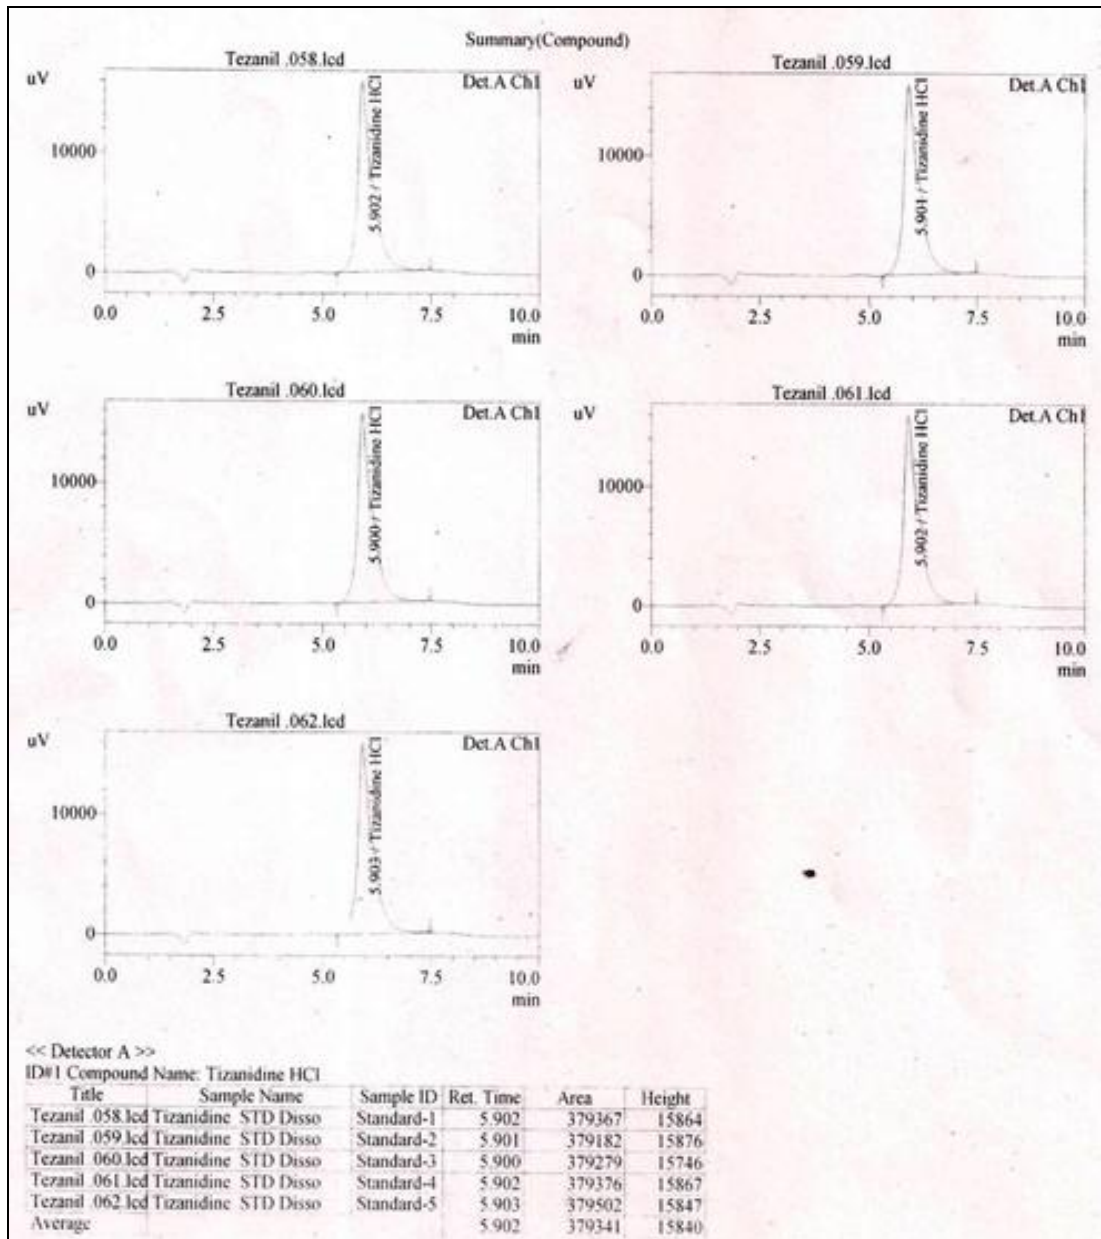 Summary(Compound)
Tezanil .058.lcd
uV
Det.A Ch1
10000
0
5.902 / Tizanidine HCl
0.0 2.5 5.0 7.5 10.0
min
Tezanil .059.lcd
uV
Det.A Ch1
10000
0
5.901 / Tizanidine HCl
0.0 2.5 5.0 7.5 10.0
min
Tezanil .060.lcd
uV
Det.A Ch1
10000
0
5.900 / Tizanidine HCl
0.0 2.5 5.0 7.5 10.0
min
Tezanil .061.lcd
uV
Det.A Ch1
10000
0
5.902 / Tizanidine HCl
0.0 2.5 5.0 7.5 10.0
min
Tezanil .062.lcd
uV
Det.A Ch1
10000
0
5.903 / Tizanidine HCl
0.0 2.5 5.0 7.5 10.0
min
<< Detector A >>
ID#1 Compound Name: Tizanidine HCl
Title Sample Name Sample ID Ret. Time Area Height
Tezanil .058.lcd Tizanidine STD Disso Standard-1 5.902 379367 15864
Tezanil .059.lcd Tizanidine STD Disso Standard-2 5.901 379182 15876
Tezanil .060.lcd Tizanidine STD Disso Standard-3 5.900 379279 15746
Tezanil .061.lcd Tizanidine STD Disso Standard-4 5.902 379376 15867
Tezanil .062.lcd Tizanidine STD Disso Standard-5 5.903 379502 15847
Average 5.902 379341 15840